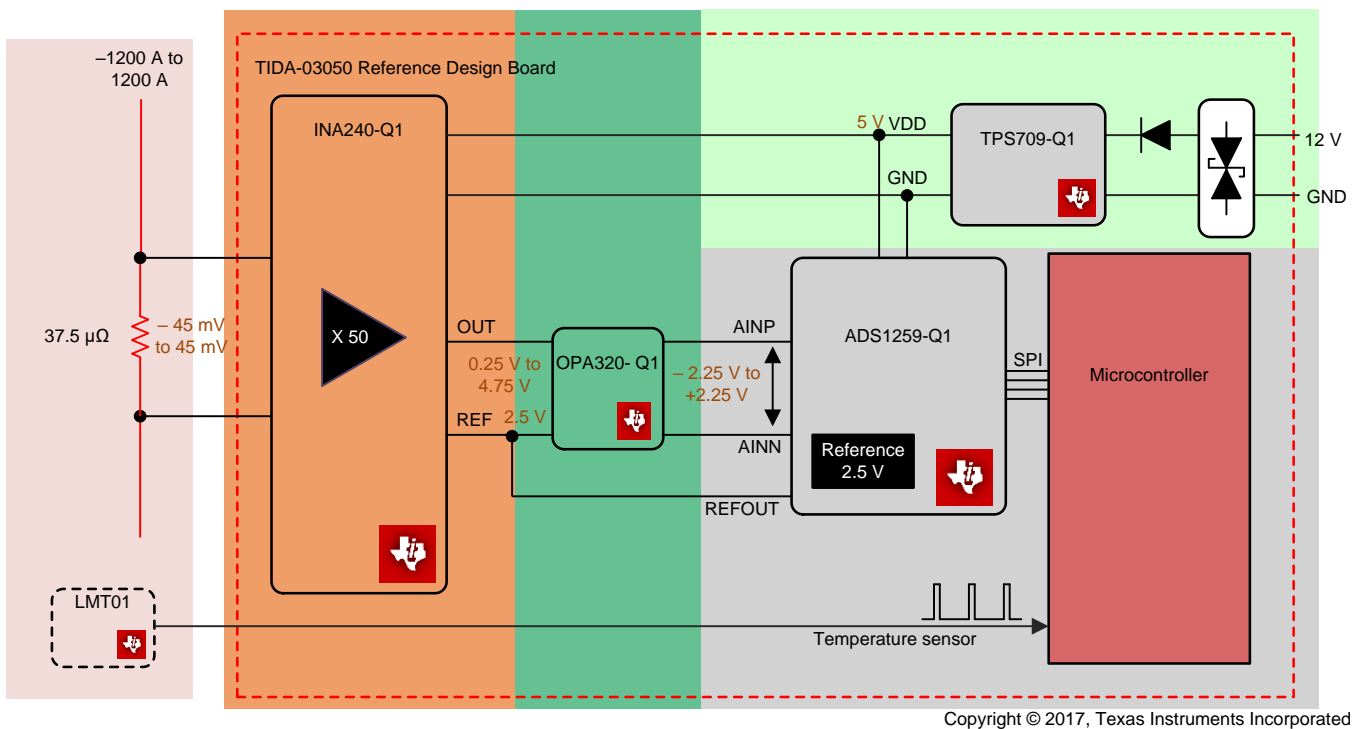 –1200 A to
1200 A
TIDA-03050 Reference Design Board
INA240-Q1
5 V VDD
TPS709-Q1
12 V
GND
GND
37.5 µΩ
– 45 mV
to 45 mV
X 50
OUT
0.25 V to
4.75 V
REF
2.5 V
OPA320- Q1
AINP
– 2.25 V to
+2.25 V
AINN
REFOUT
ADS1259-Q1
Reference
2.5 V
SPI
Microcontroller
LMT01
Temperature sensor
Copyright © 2017, Texas Instruments Incorporated